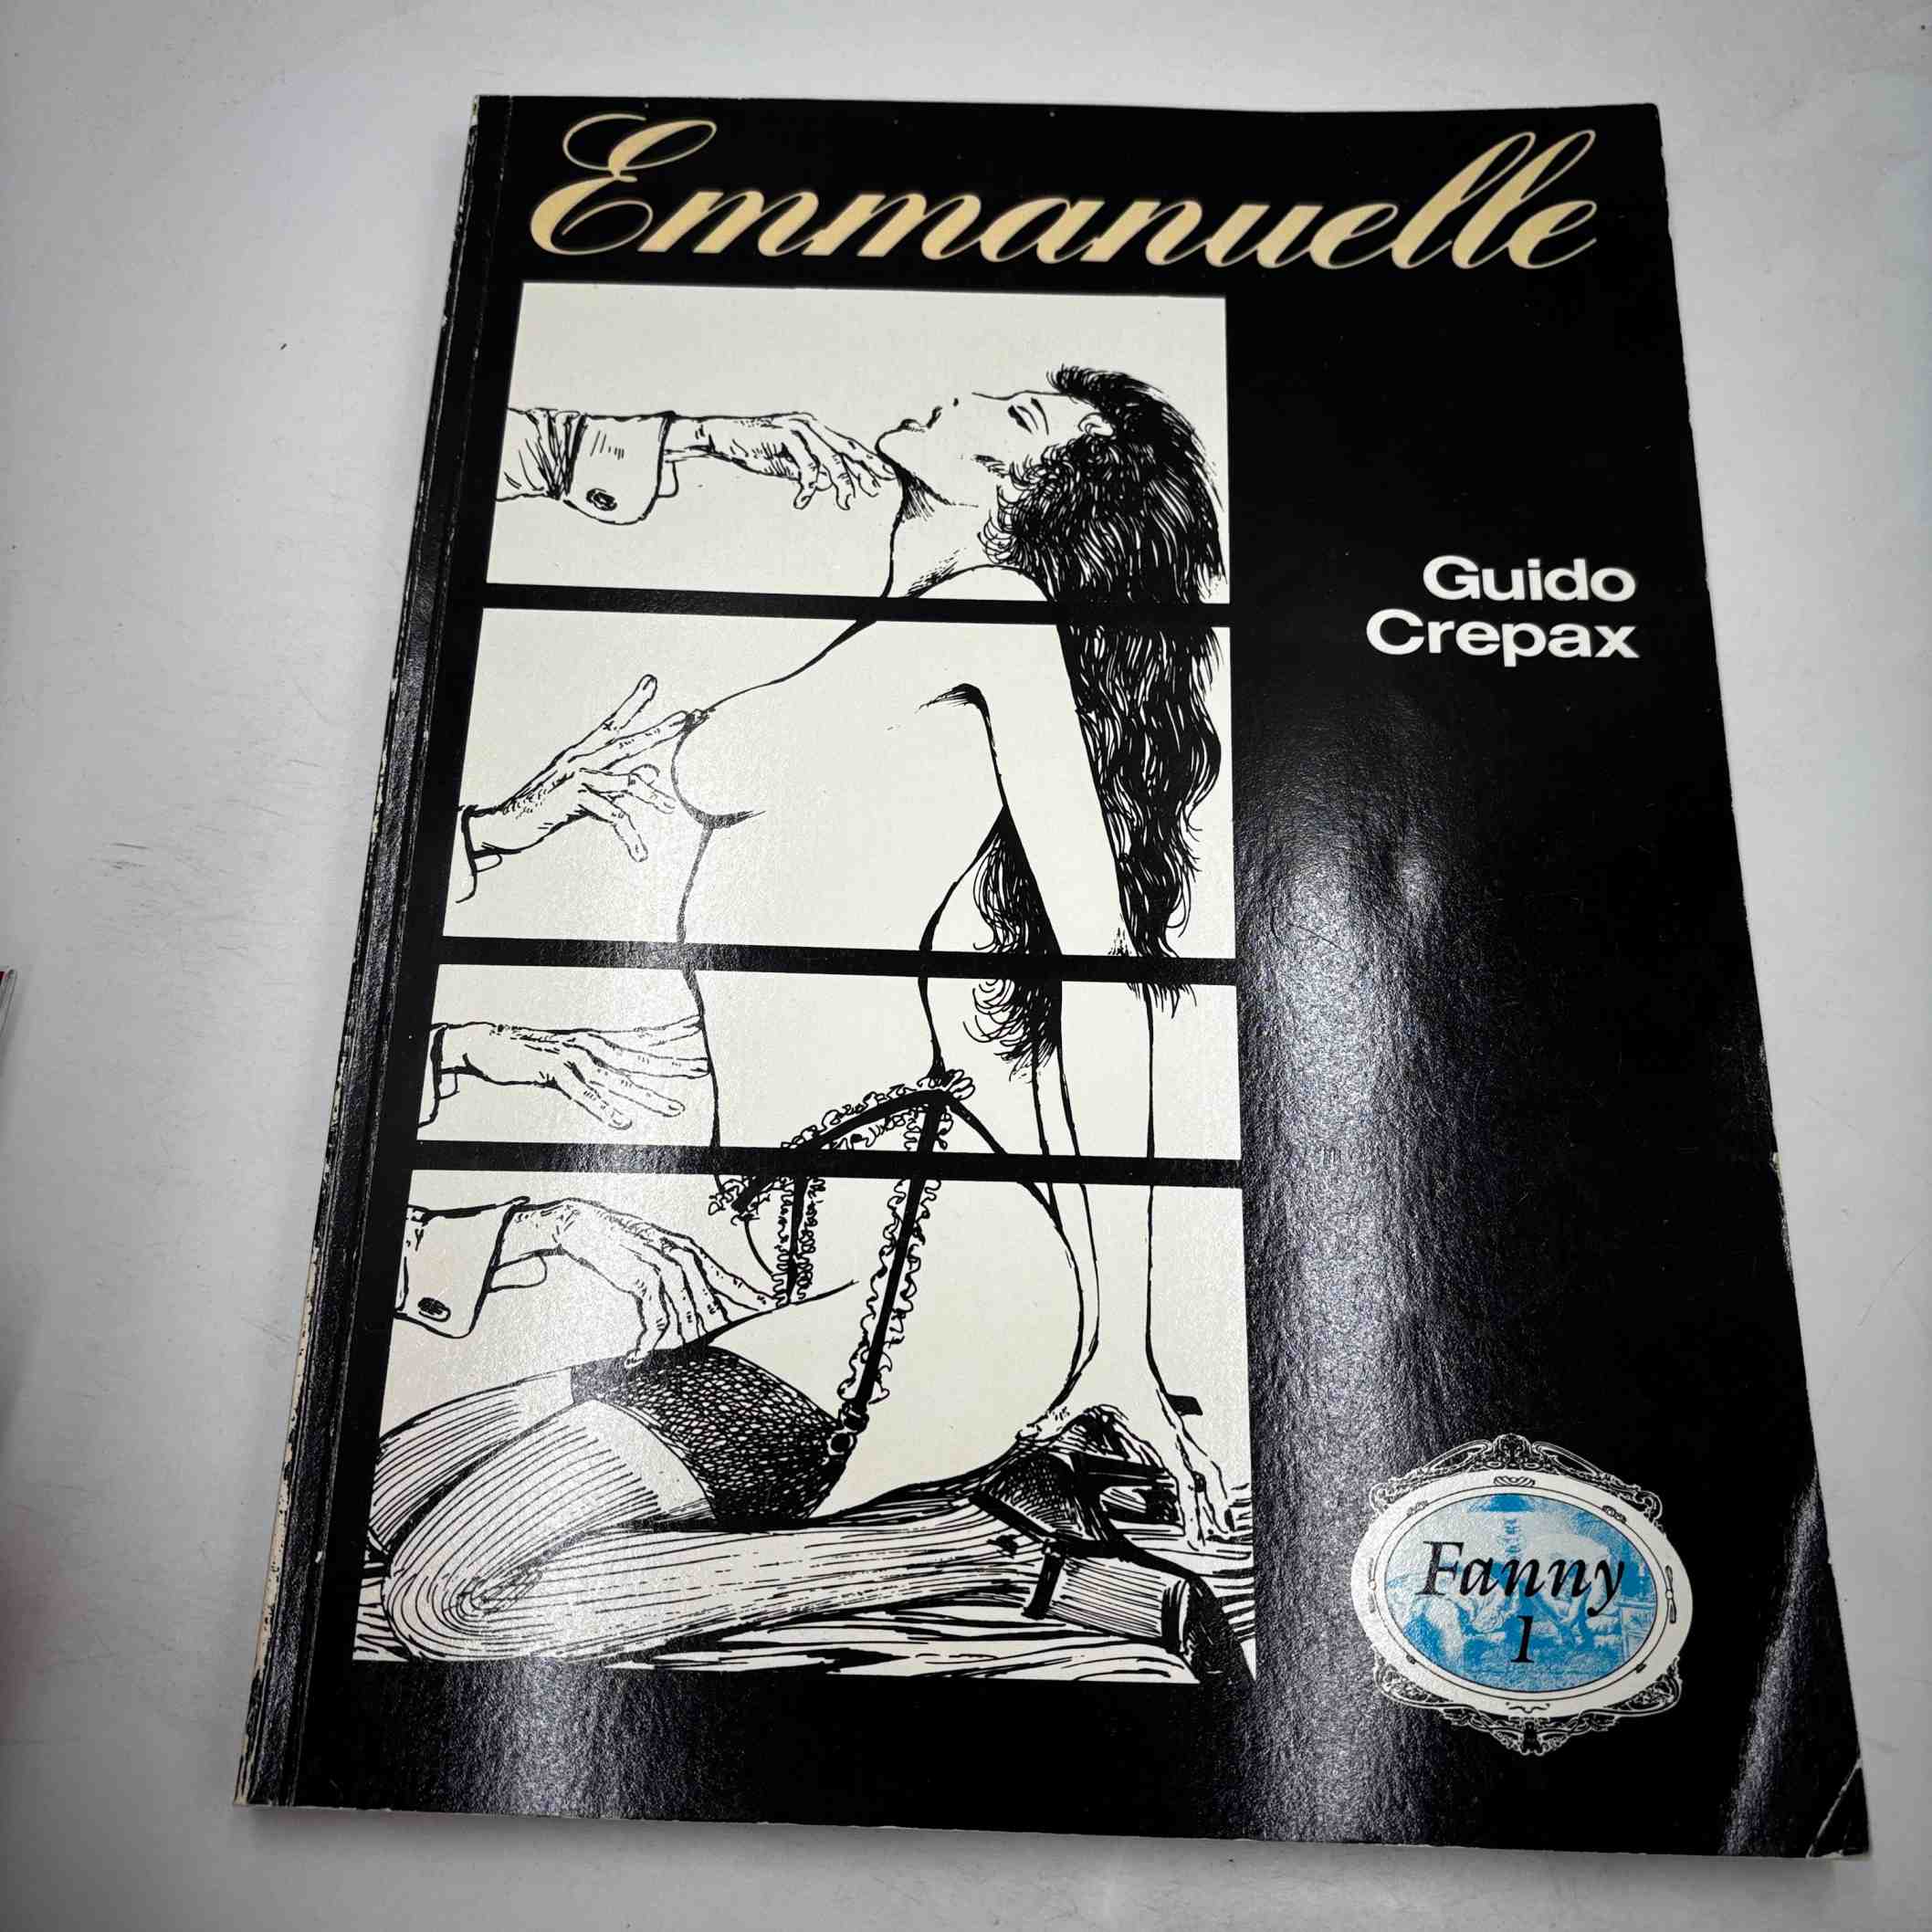 Emmanuelle
Guido
Crepax
Fanny
1